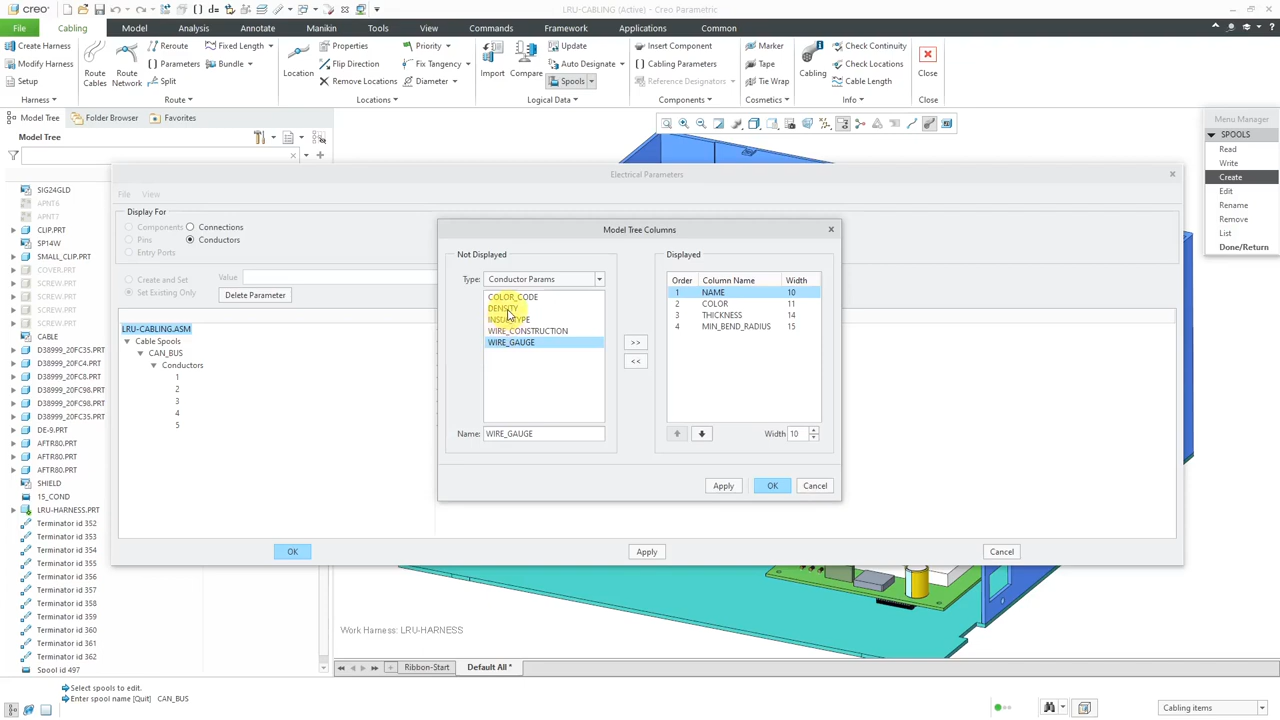 creo
LRU-CABLING (Active) - Creo Parametric
File Cabling Model Analysis Annotate Manikin Tools View Commands Framework Applications Common
Create Harness
Modify Harness
Setup
Harness
Route Cables
Route Network
Reroute
Parameters
Split
Fixed Length
Bundle
Route
Location
Properties
Flip Direction
Remove Locations
Priority
Fix Tangency
Diameter
Locations
Import
Compare
Update
Auto Designate
Spools
Logical Data
Insert Component
Cabling Parameters
Reference Designators
Components
Marker
Tape
Tie Wrap
Cosmetics
Cabling
Check Continuity
Check Locations
Cable Length
Info
Close
Close
Model Tree Folder Browser Favorites
Model Tree
SIG24GLD
APNT6
APNT7
CLIP.PRT
SP14W
SMALL_CLIP.PRT
COVER.PRT
SCREW.PRT
SCREW.PRT
SCREW.PRT
SCREW.PRT
CABLE
D38999_20FC35.PRT
D38999_20FC4.PRT
D38999_20FC98.PRT
D38999_20FC98.PRT
D38999_20FC35.PRT
DE-9.PRT
AFTR80.PRT
AFTR80.PRT
AFTR80.PRT
SHIELD
15_COND
LRU-HARNESS.PRT
Terminator id 352
Terminator id 353
Terminator id 354
Terminator id 355
Terminator id 356
Terminator id 357
Terminator id 358
Terminator id 359
Terminator id 360
Terminator id 361
Terminator id 362
Spool id 497
Electrical Parameters
File View
Display For
Components Connections
Pins Conductors
Entry Ports
Create and Set Value
Set Existing Only Delete Parameter
LRU-CABLING.ASM
Cable Spools
CAN_BUS
Conductors
1
2
3
4
5
OK Apply Cancel
Model Tree Columns
Not Displayed
Type: Conductor Params
COLOR_CODE
DENSITY
INSUL_TYPE
WIRE_CONSTRUCTION
WIRE_GAUGE
Name: WIRE_GAUGE
>>
<<
Displayed
Order Column Name Width
1 NAME 10
2 COLOR 11
3 THICKNESS 14
4 MIN_BEND_RADIUS 15
Width 10
Apply OK Cancel
Menu Manager
SPOOLS
Read
Write
Create
Edit
Rename
Remove
List
Done/Return
Work Harness: LRU-HARNESS
Ribbon-Start Default All *
Select spools to edit.
Enter spool name [Quit] CAN_BUS
Cabling items